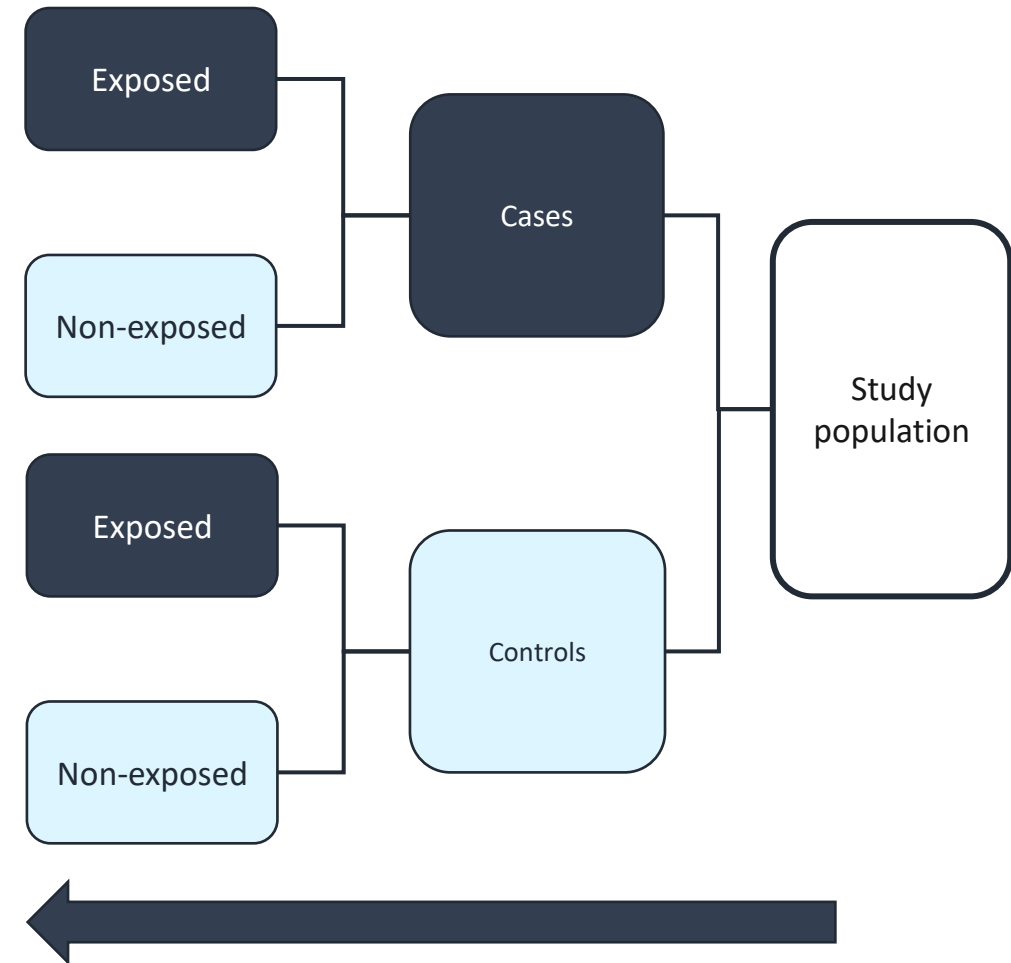 Exposed
Cases
Non-exposed
Study
population
Exposed
Controls
Non-exposed